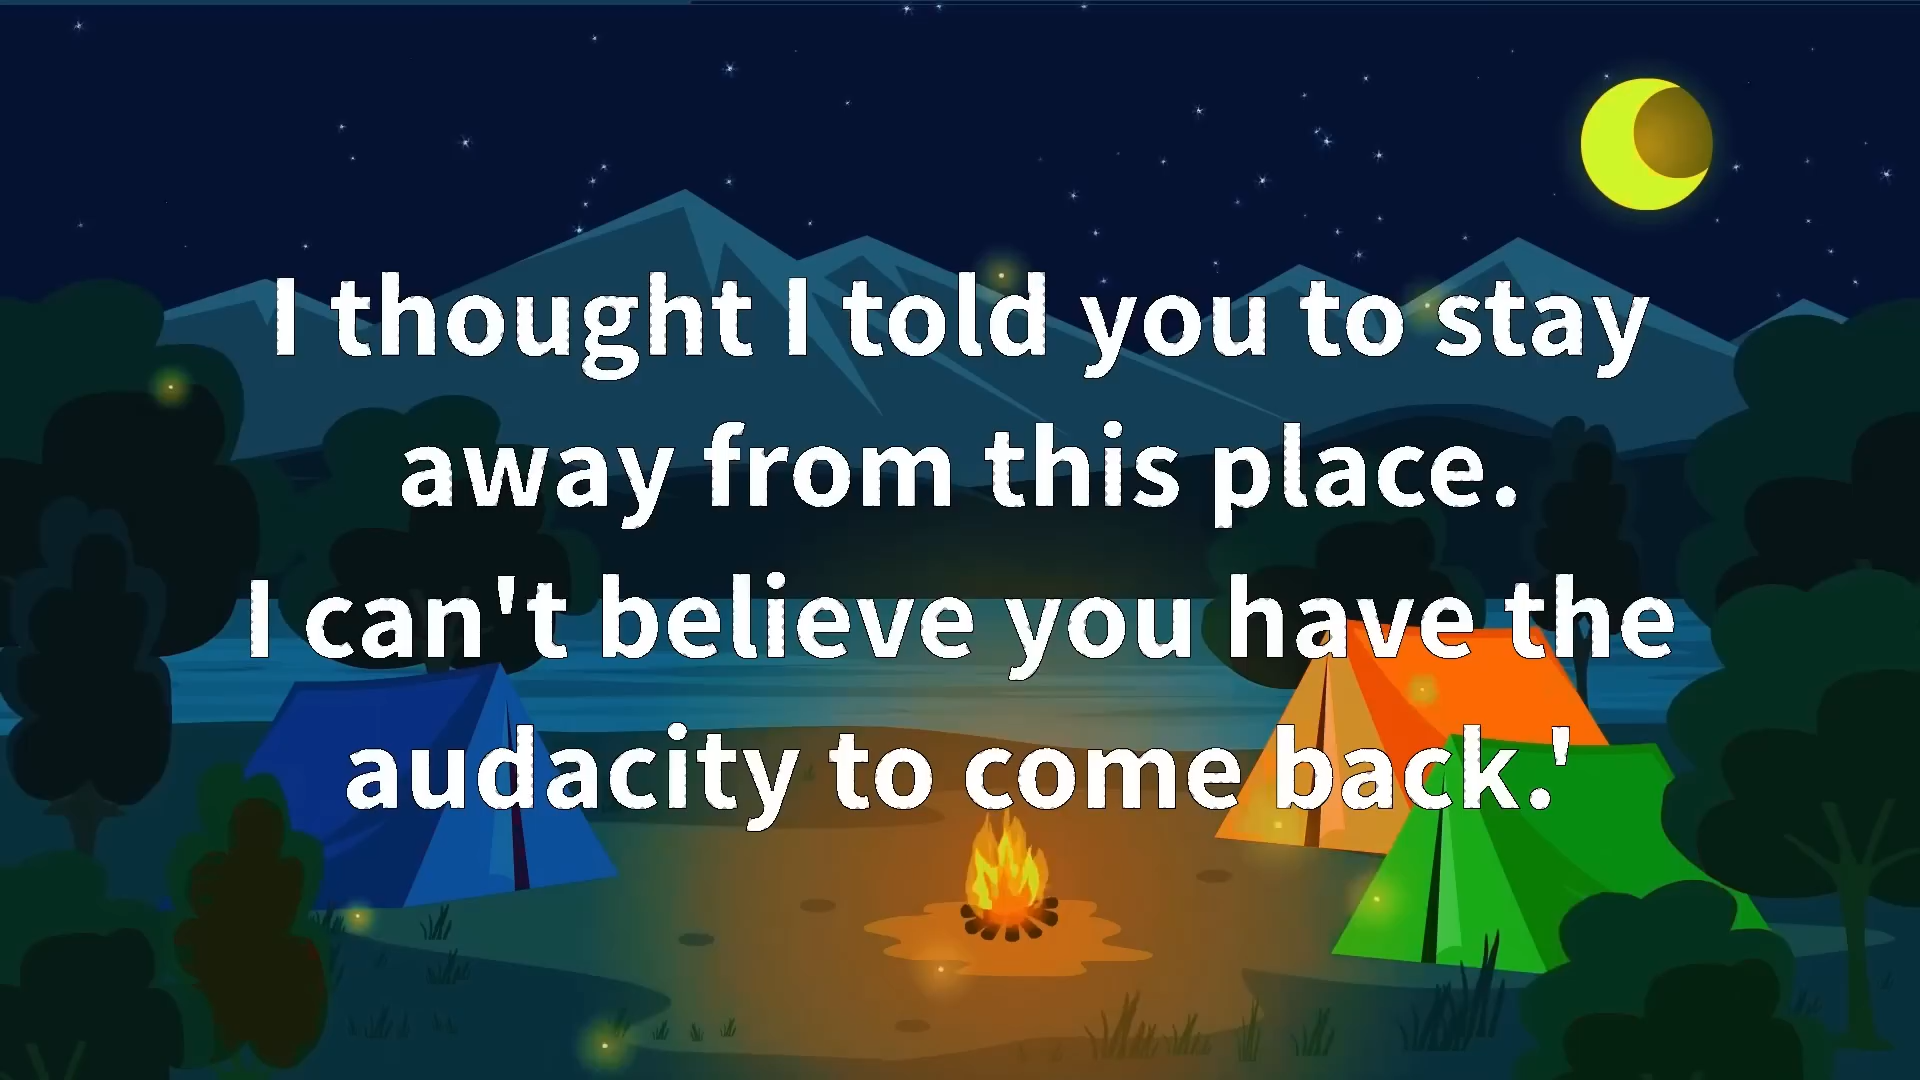 I thought I told you to stay
away from this place.
I can't believe you have the
audacity to come back.'